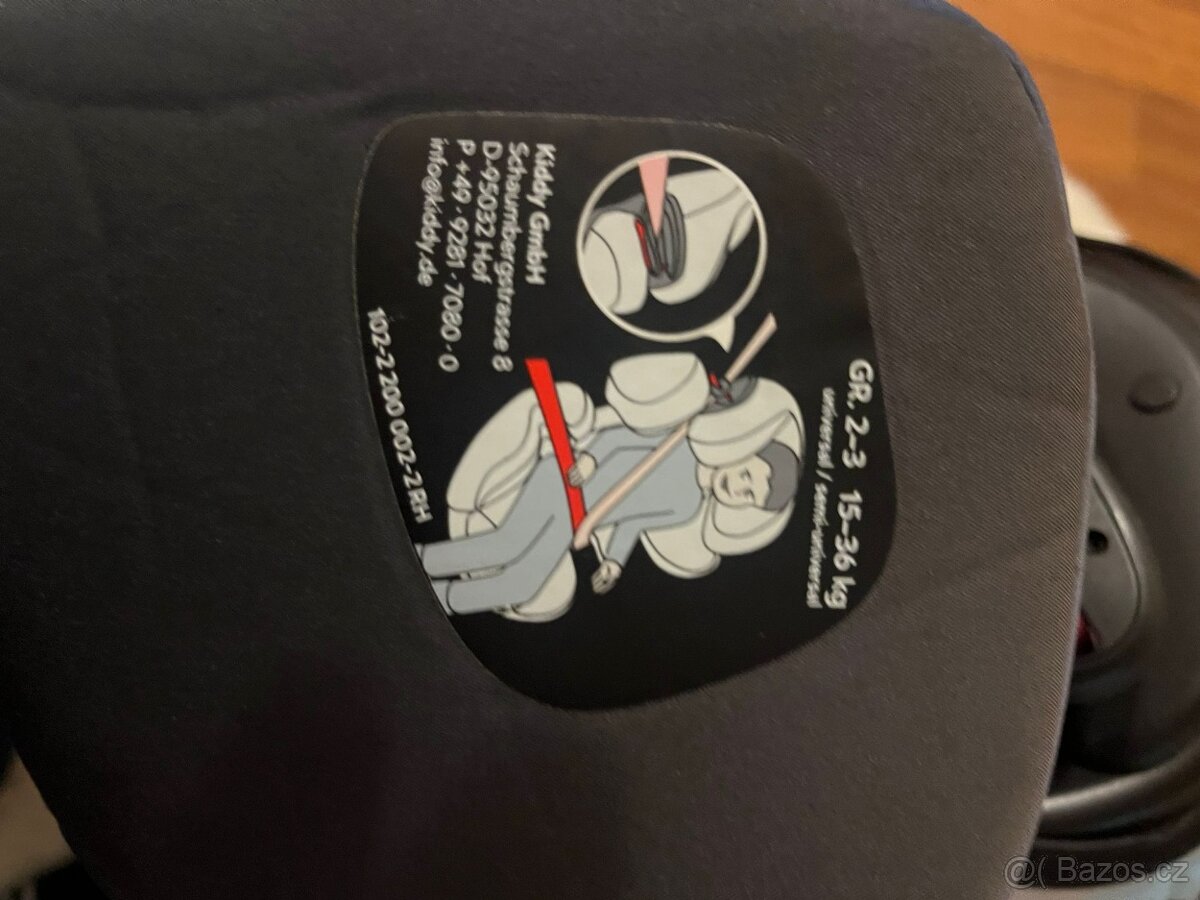 GR. 2–3 15–36 kg
universal / semi-universal
Kiddy GmbH
Schaumbergstrasse 8
D-95032 Hof
P +49 · 9281 · 7080 · 0
info@kiddy.de
102-2 200 002-2 RH
@( Bazos.cz